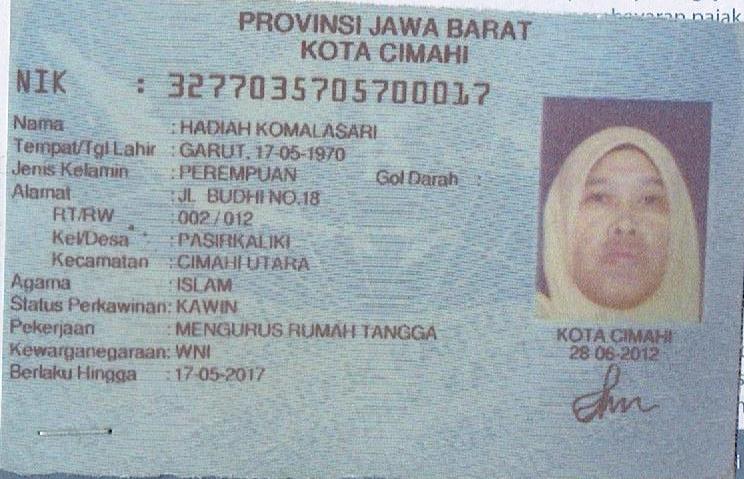 PROVINSI JAWA BARAT
KOTA CIMAHI
NIK : 3277035705700017
Nama : HADIAH KOMALASARI
Tempat/Tgl Lahir : GARUT, 17-05-1970
Jenis Kelamin : PEREMPUAN Gol Darah :
Alamat : JL BUDHI NO.18
RT/RW : 002 / 012
Kel/Desa : PASIRKALIKI
Kecamatan : CIMAHI UTARA
Agama : ISLAM
Status Perkawinan: KAWIN
Pekerjaan : MENGURUS RUMAH TANGGA
Kewarganegaraan: WNI
Berlaku Hingga : 17-05-2017
KOTA CIMAHI
28-06-2012